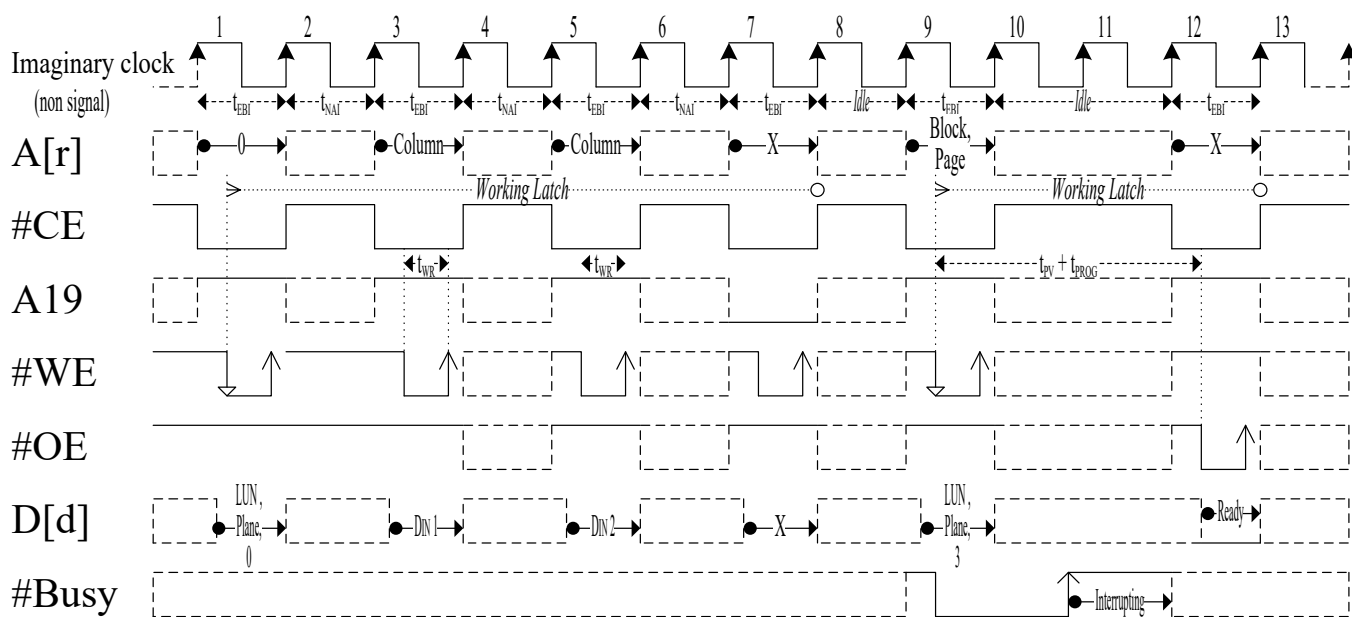 1 2 3 4 5 6 7 8 9 10 11 12 13
Imaginary clock
(non signal)
tEBI tNAI tEBI tNAI tEBI tNAI tEBI Idle tEBI Idle tEBI
A[r] 0 Column Column X Block, Page X
Working Latch Working Latch
#CE
tWR tWR tPV + tPROG
A19
#WE
#OE
D[d] LUN, Plane, 0 DIN 1 DIN 2 X LUN, Plane, 3 Ready
#Busy Interrupting